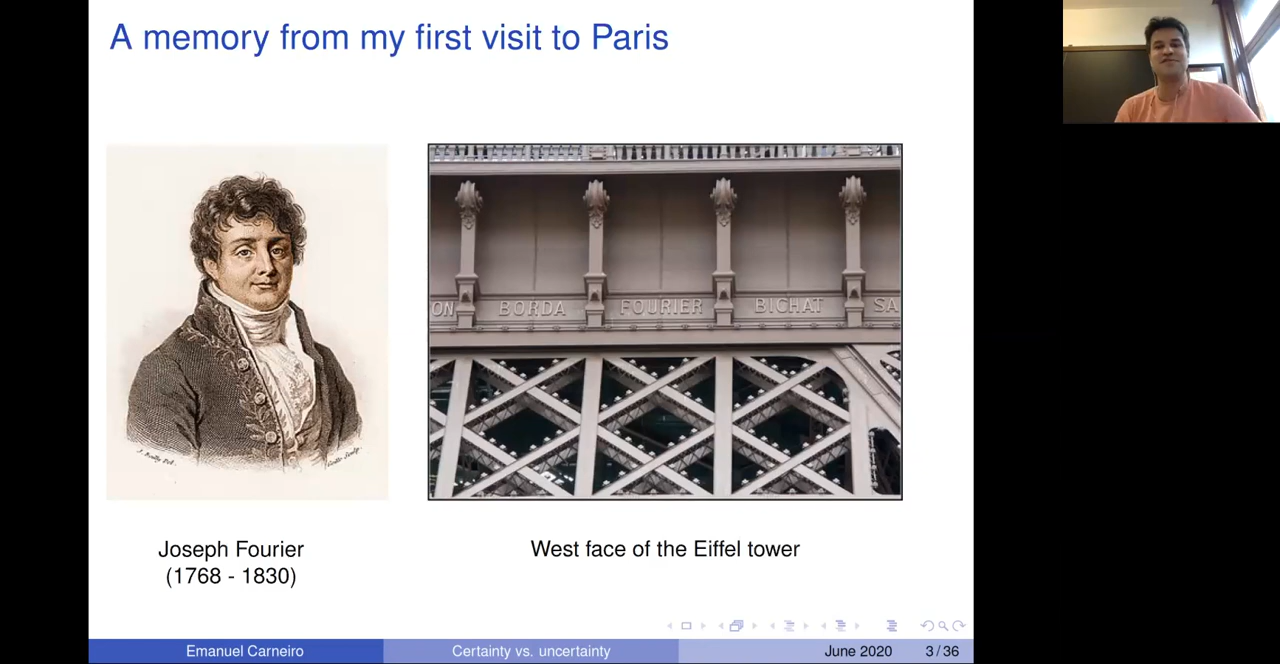 A memory from my first visit to Paris
ON BORDA FOURIER BICHAT SA
Joseph Fourier
(1768 - 1830)
West face of the Eiffel tower
Emanuel Carneiro Certainty vs. uncertainty June 2020 3 / 36